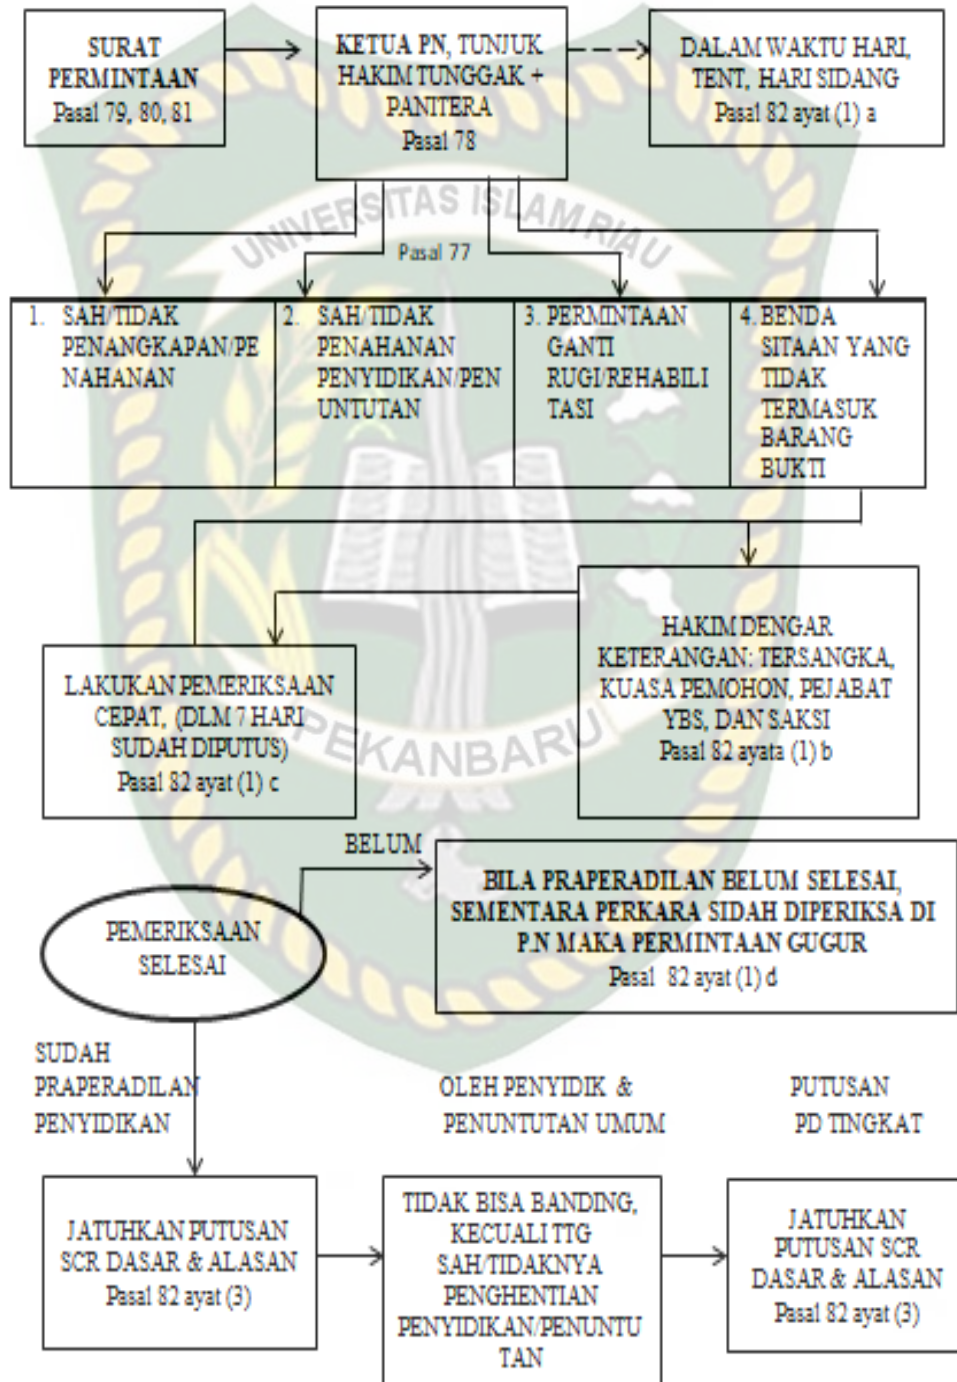 SURAT
PERMINTAAN
Pasal 79, 80, 81
KETUA PN, TUNJUK
HAKIM TUNGGAK +
PANITERA
Pasal 78
DALAM WAKTU HARI,
TENT, HARI SIDANG
Pasal 82 ayat (1) a
UNIVERSITAS ISLAM RIAU
Pasal 77
1. SAH/TIDAK
PENANGKAPAN/PE
NAHANAN
2. SAH/TIDAK
PENAHANAN
PENYIDIKAN/PEN
UNTUTAN
3. PERMINTAAN
GANTI
RUGI/REHABILI
TASI
4. BENDA
SITAAN YANG
TIDAK
TERMASUK
BARANG
BUKTI
HAKIM DENGAR
KETERANGAN: TERSANGKA,
KUASA PEMOHON, PEJABAT
YBS, DAN SAKSI
Pasal 82 ayata (1) b
LAKUKAN PEMERIKSAAN
CEPAT, (DLM 7 HARI
SUDAH DIPUTUS)
Pasal 82 ayat (1) c
PEKANBARU
BELUM
BILA PRAPERADILAN BELUM SELESAI,
SEMENTARA PERKARA SIDAH DIPERIKSA DI
P.N MAKA PERMINTAAN GUGUR
Pasal 82 ayat (1) d
PEMERIKSAAN
SELESAI
SUDAH
PRAPERADILAN
PENYIDIKAN
OLEH PENYIDIK &
PENUNTUTAN UMUM
PUTUSAN
PD TINGKAT
JATUHKAN PUTUSAN
SCR DASAR & ALASAN
Pasal 82 ayat (3)
TIDAK BISA BANDING,
KECUALI TTG
SAH/TIDAKNYA
PENGHENTIAN
PENYIDIKAN/PENUNTU
TAN
JATUHKAN
PUTUSAN SCR
DASAR & ALASAN
Pasal 82 ayat (3)